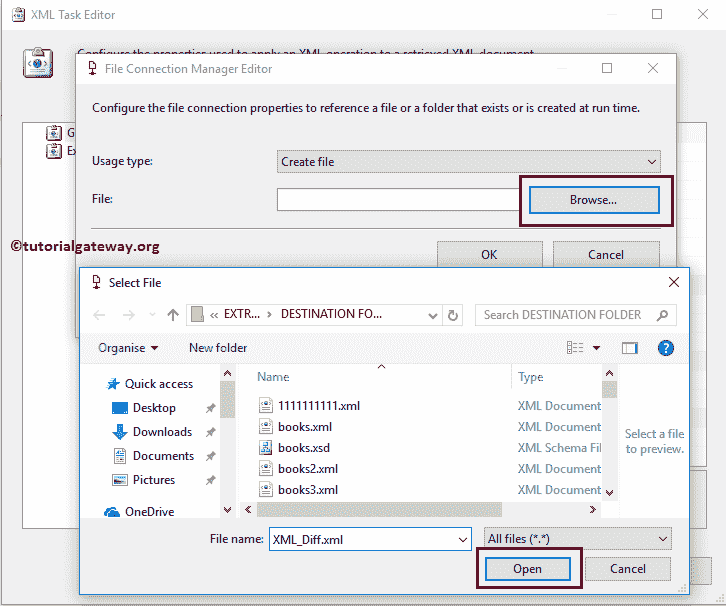 XML Task Editor
Configure the properties used to apply an XML operation to a retrieved XML document.
File Connection Manager Editor
Configure the file connection properties to reference a file or a folder that exists or is created at run time.
G
Ex
Usage type:
Create file
File:
Browse...
©tutorialgateway.org
OK
Cancel
Select File
« EXTR... › DESTINATION FO...
Search DESTINATION FOLDER
Organise
New folder
Name
Type
Quick access
Desktop
Downloads
Documents
Pictures
OneDrive
1111111111.xml
XML Document
books.xml
XML Document
books.xsd
XML Schema Fil
books2.xml
XML Document
books3.xml
XML Document
Select a file
to preview.
File name:
XML_Diff.xml
All files (*.*)
Open
Cancel